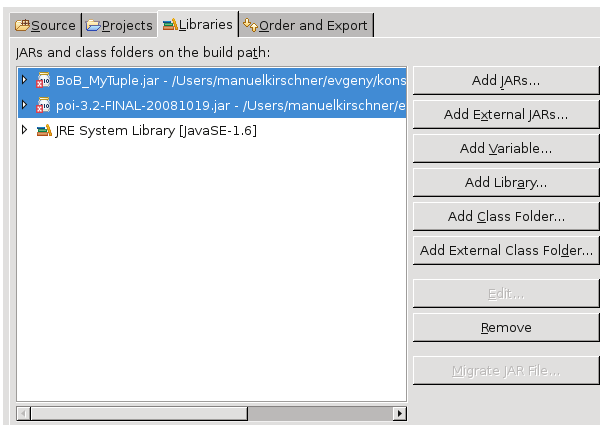 Source Projects Libraries Order and Export
JARs and class folders on the build path:
BoB_MyTuple.jar - /Users/manuelkirschner/evgeny/kons
poi-3.2-FINAL-20081019.jar - /Users/manuelkirschner/e
JRE System Library [JavaSE-1.6]
Add JARs...
Add External JARs...
Add Variable...
Add Library...
Add Class Folder...
Add External Class Folder...
Edit...
Remove
Migrate JAR File...